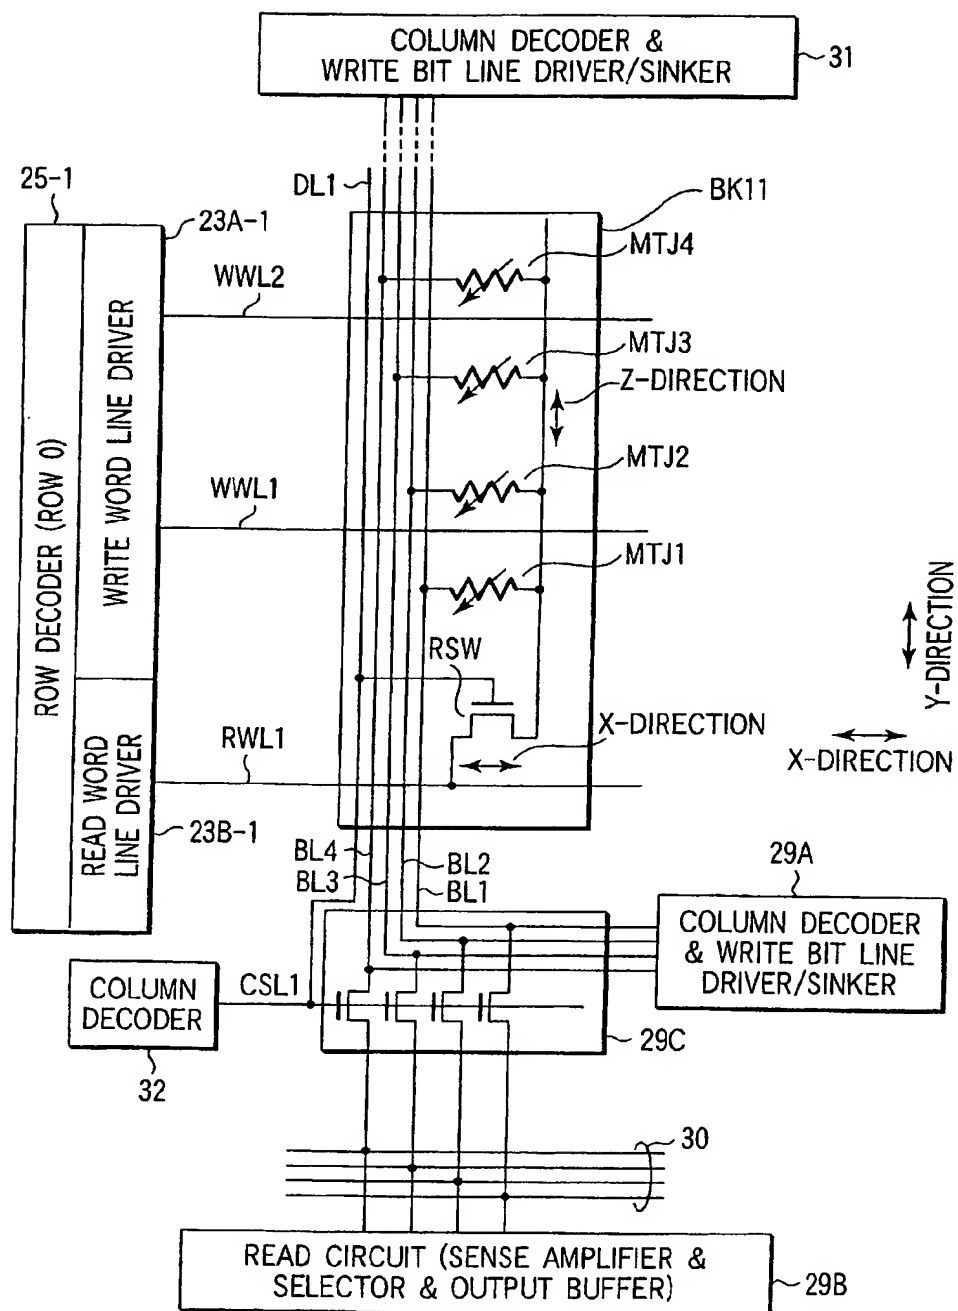 COLUMN DECODER &
WRITE BIT LINE DRIVER/SINKER
31
25-1
DL1
BK11
23A-1
MTJ4
WWL2
MTJ3
Z-DIRECTION
ROW DECODER (ROW 0)
WRITE WORD LINE DRIVER
MTJ2
WWL1
MTJ1
RSW
Y-DIRECTION
X-DIRECTION
X-DIRECTION
RWL1
READ WORD
LINE DRIVER
23B-1
BL4
BL3
BL2
BL1
29A
COLUMN DECODER
& WRITE BIT LINE
DRIVER/SINKER
COLUMN
DECODER
CSL1
32
29C
30
READ CIRCUIT (SENSE AMPLIFIER &
SELECTOR & OUTPUT BUFFER)
29B